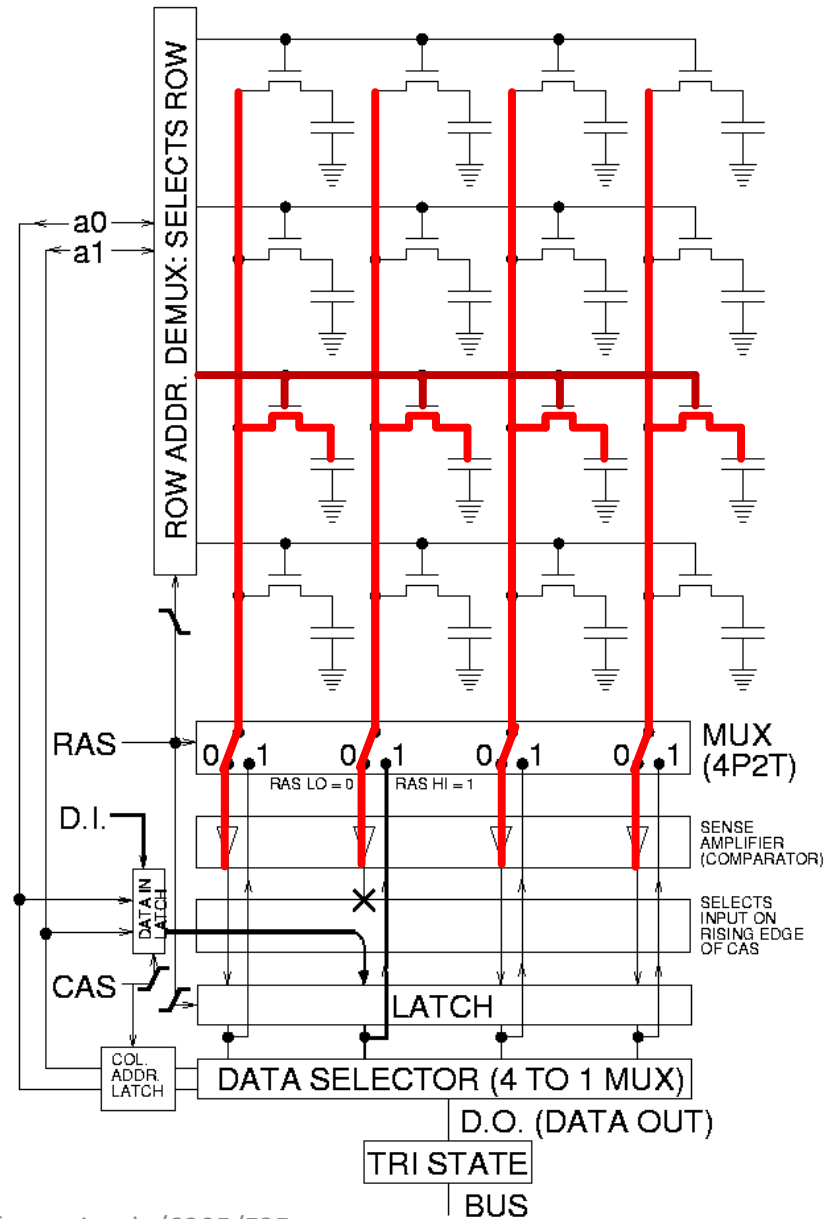 ROW ADDR. DEMUX: SELECTS ROW
a0
a1
RAS
0 1 0 1 0 1 0 1
MUX
(4P2T)
RAS LO = 0
RAS HI = 1
D.I.
SENSE
AMPLIFIER
(COMPARATOR)
DATA IN
LATCH
SELECTS
INPUT ON
RISING EDGE
OF CAS
CAS
LATCH
COL.
ADDR.
LATCH
DATA SELECTOR (4 TO 1 MUX)
D.O. (DATA OUT)
TRI STATE
BUS